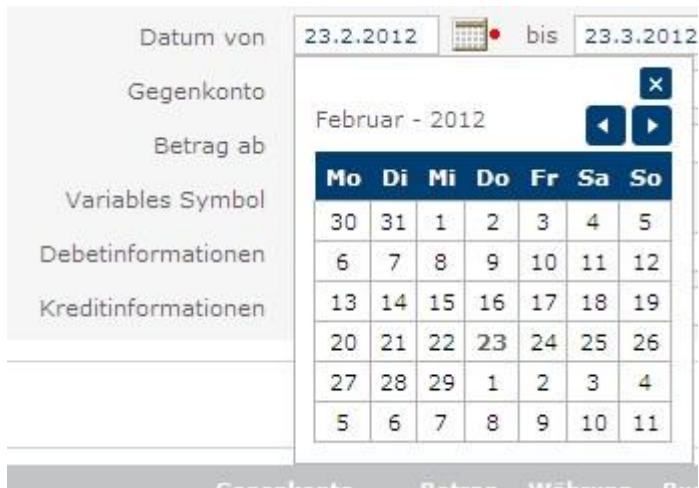 Datum von 23.2.2012 bis 23.3.2012
Gegenkonto
Februar - 2012
Betrag ab
Mo Di Mi Do Fr Sa So
Variables Symbol
30 31 1 2 3 4 5
Debetinformationen
6 7 8 9 10 11 12
Kreditinformationen
13 14 15 16 17 18 19
20 21 22 23 24 25 26
27 28 29 1 2 3 4
5 6 7 8 9 10 11
Gegenkonto Betrag Währung